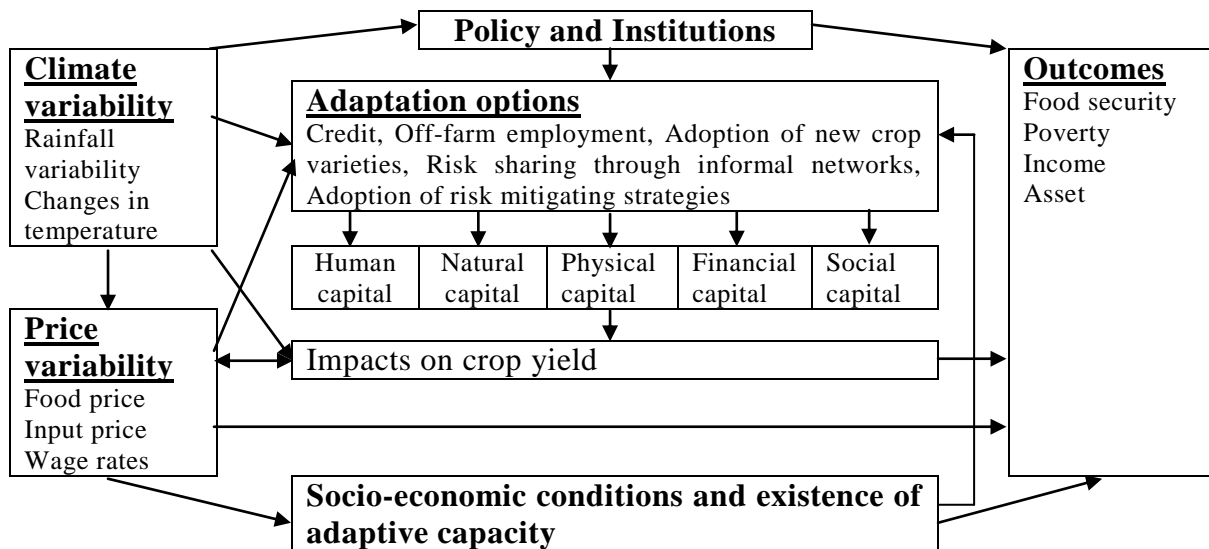 Policy and Institutions
Climate
variability
Rainfall
variability
Changes in
temperature
Adaptation options
Credit, Off-farm employment, Adoption of new crop
varieties, Risk sharing through informal networks,
Adoption of risk mitigating strategies
Outcomes
Food security
Poverty
Income
Asset
Human
capital
Natural
capital
Physical
capital
Financial
capital
Social
capital
Price
variability
Food price
Input price
Wage rates
Impacts on crop yield
Socio-economic conditions and existence of
adaptive capacity